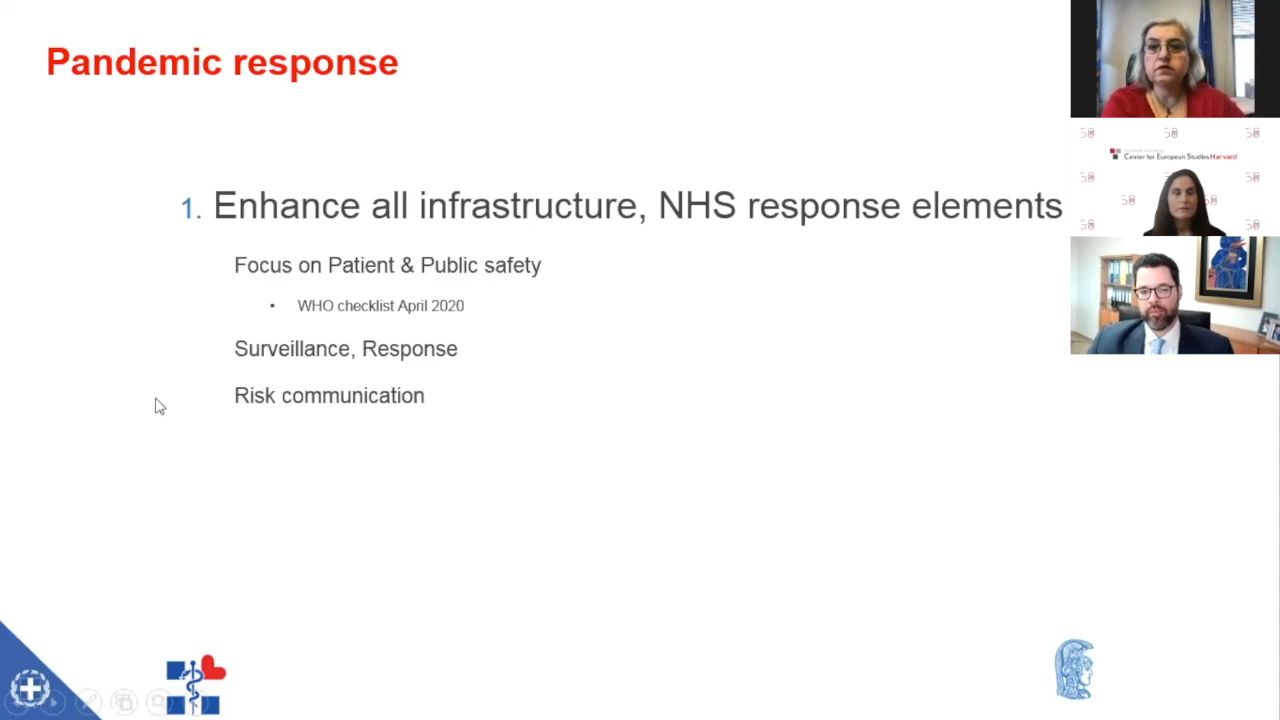 Pandemic response
1. Enhance all infrastructure, NHS response elements
Focus on Patient & Public safety
• WHO checklist April 2020
Surveillance, Response
Risk communication
Center for European Studies Harvard